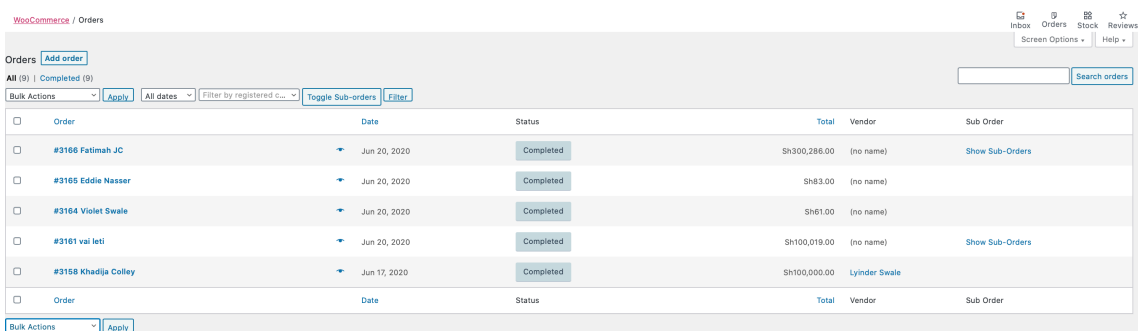 WooCommerce / Orders
Inbox Orders Stock Reviews
Screen Options Help
Orders Add order
All (9) | Completed (9)
Search orders
Bulk Actions Apply All dates Filter by registered c... Toggle Sub-orders Filter
Order Date Status Total Vendor Sub Order
#3166 Fatimah JC Jun 20, 2020 Completed Sh300,286.00 (no name) Show Sub-Orders
#3165 Eddie Nasser Jun 20, 2020 Completed Sh83.00 (no name)
#3164 Violet Swale Jun 20, 2020 Completed Sh61.00 (no name)
#3161 vai leti Jun 20, 2020 Completed Sh100,019.00 (no name) Show Sub-Orders
#3158 Khadija Colley Jun 17, 2020 Completed Sh100,000.00 Lyinder Swale
Order Date Status Total Vendor Sub Order
Bulk Actions Apply